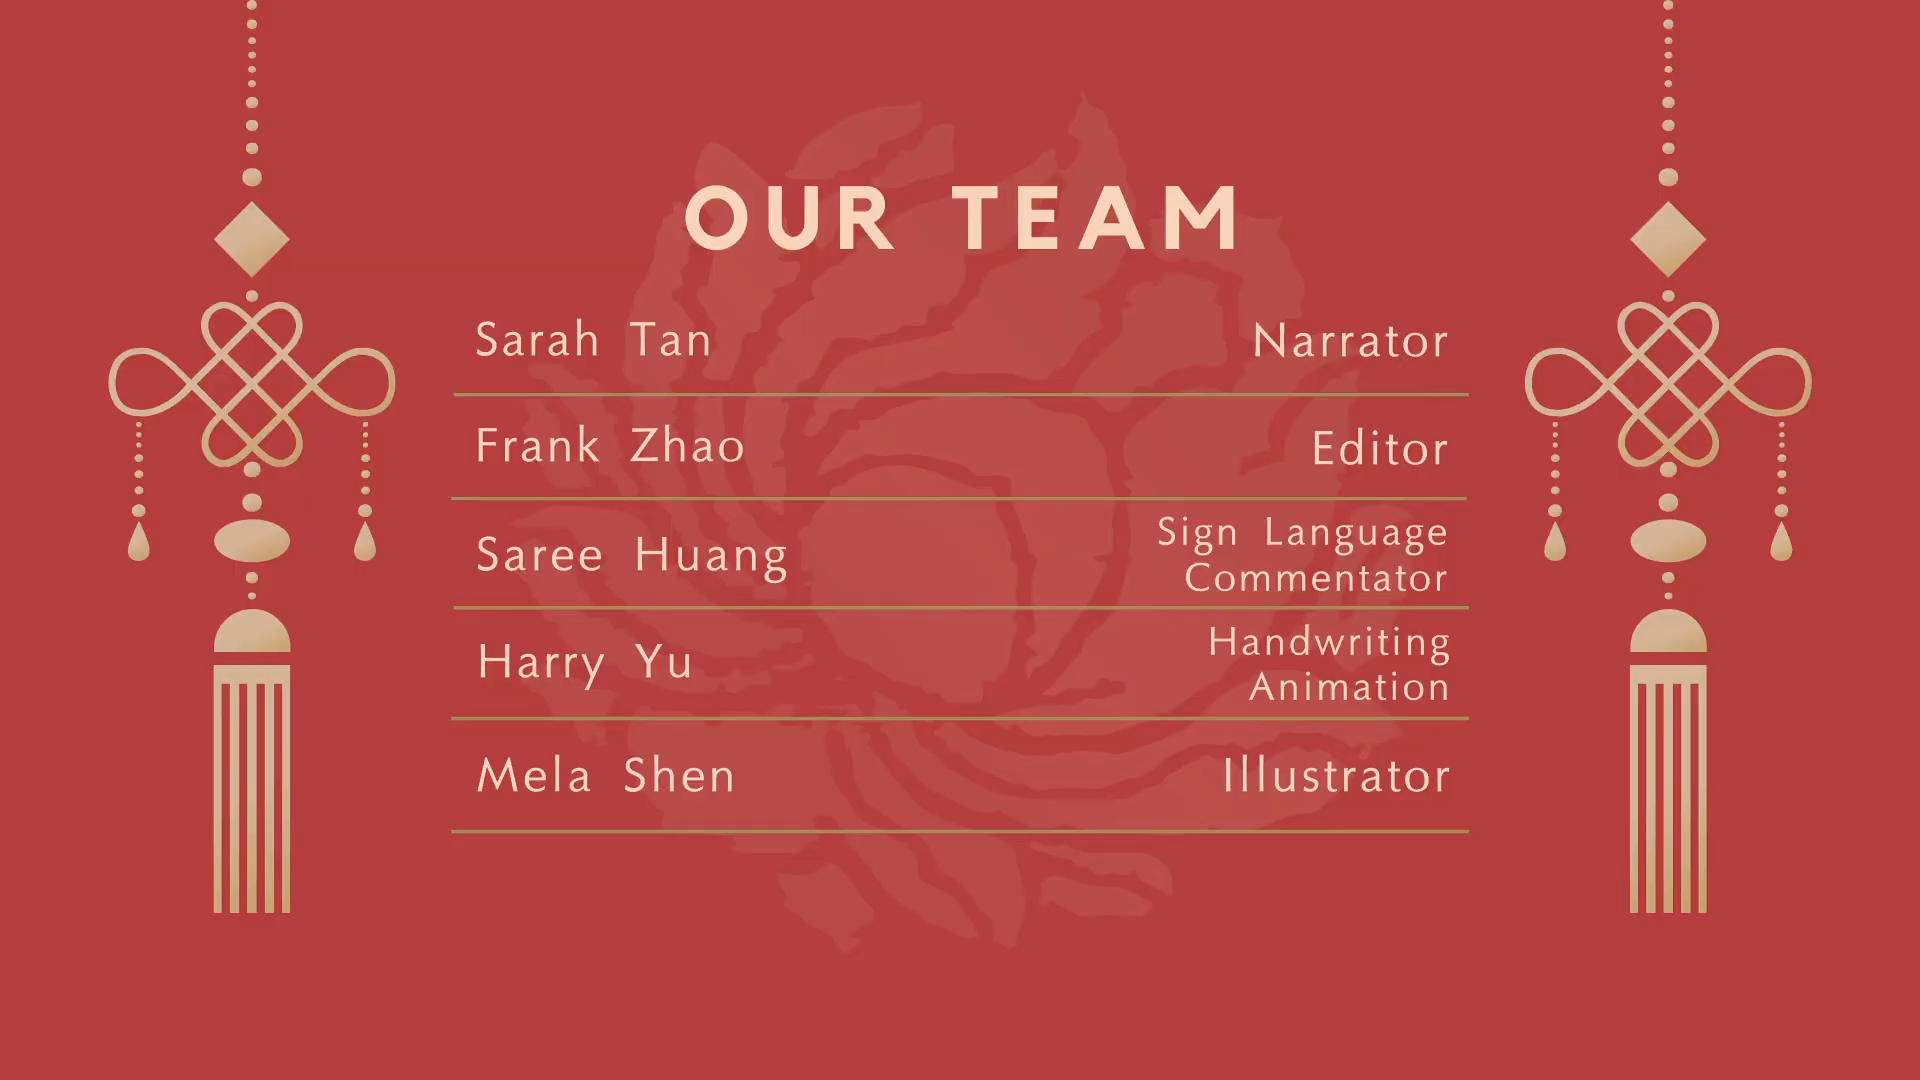 OUR TEAM
Sarah Tan Narrator
Frank Zhao Editor
Saree Huang Sign Language
Commentator
Harry Yu Handwriting
Animation
Mela Shen Illustrator